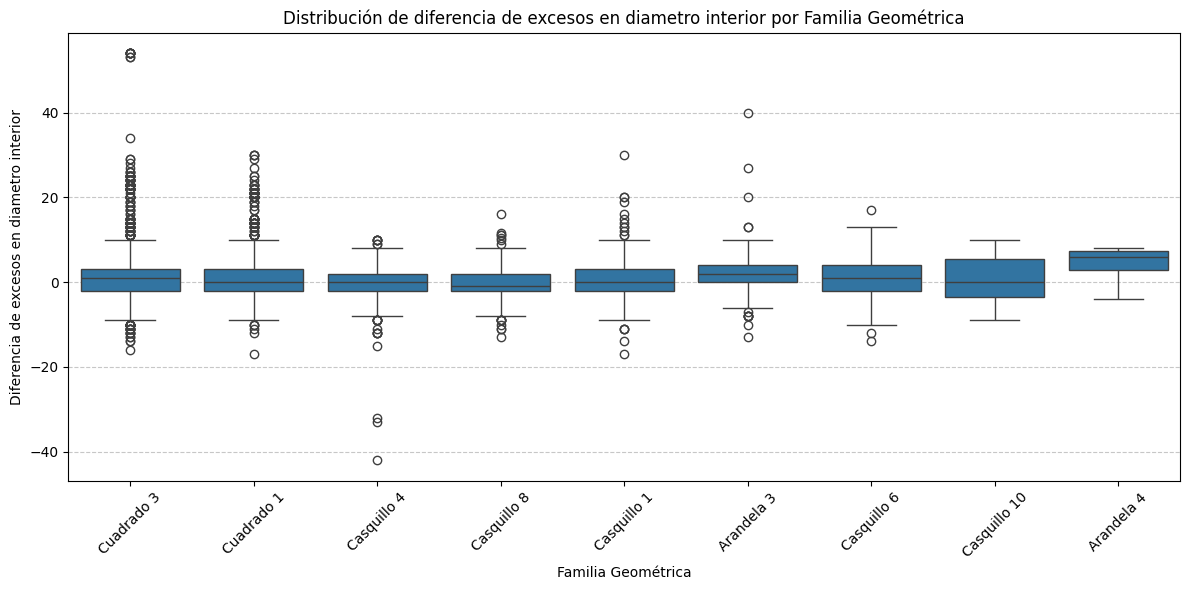 Distribución de diferencia de excesos en diametro interior por Familia Geométrica
Diferencia de excesos en diametro interior
40
20
0
−20
−40
Cuadrado 3
Cuadrado 1
Casquillo 4
Casquillo 8
Casquillo 1
Arandela 3
Casquillo 6
Casquillo 10
Arandela 4
Familia Geométrica